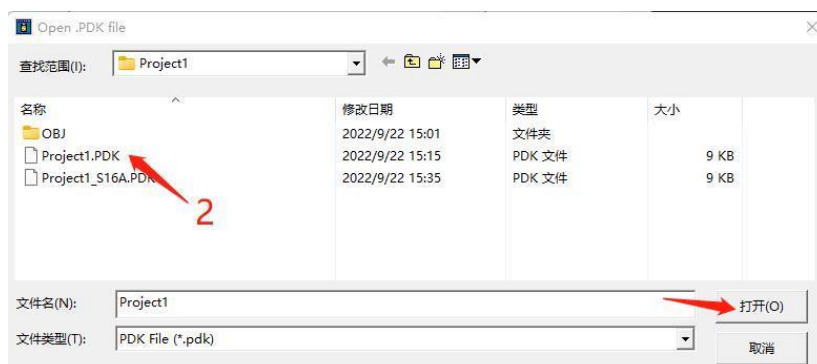 Open .PDK file
查找范围(I): Project1
名称 修改日期 类型 大小
OBJ 2022/9/22 15:01 文件夹
Project1.PDK 2022/9/22 15:15 PDK 文件 9 KB
Project1_S16A.PDK 2022/9/22 15:35 PDK 文件 9 KB
2
文件名(N): Project1 打开(O)
文件类型(T): PDK File (*.pdk) 取消